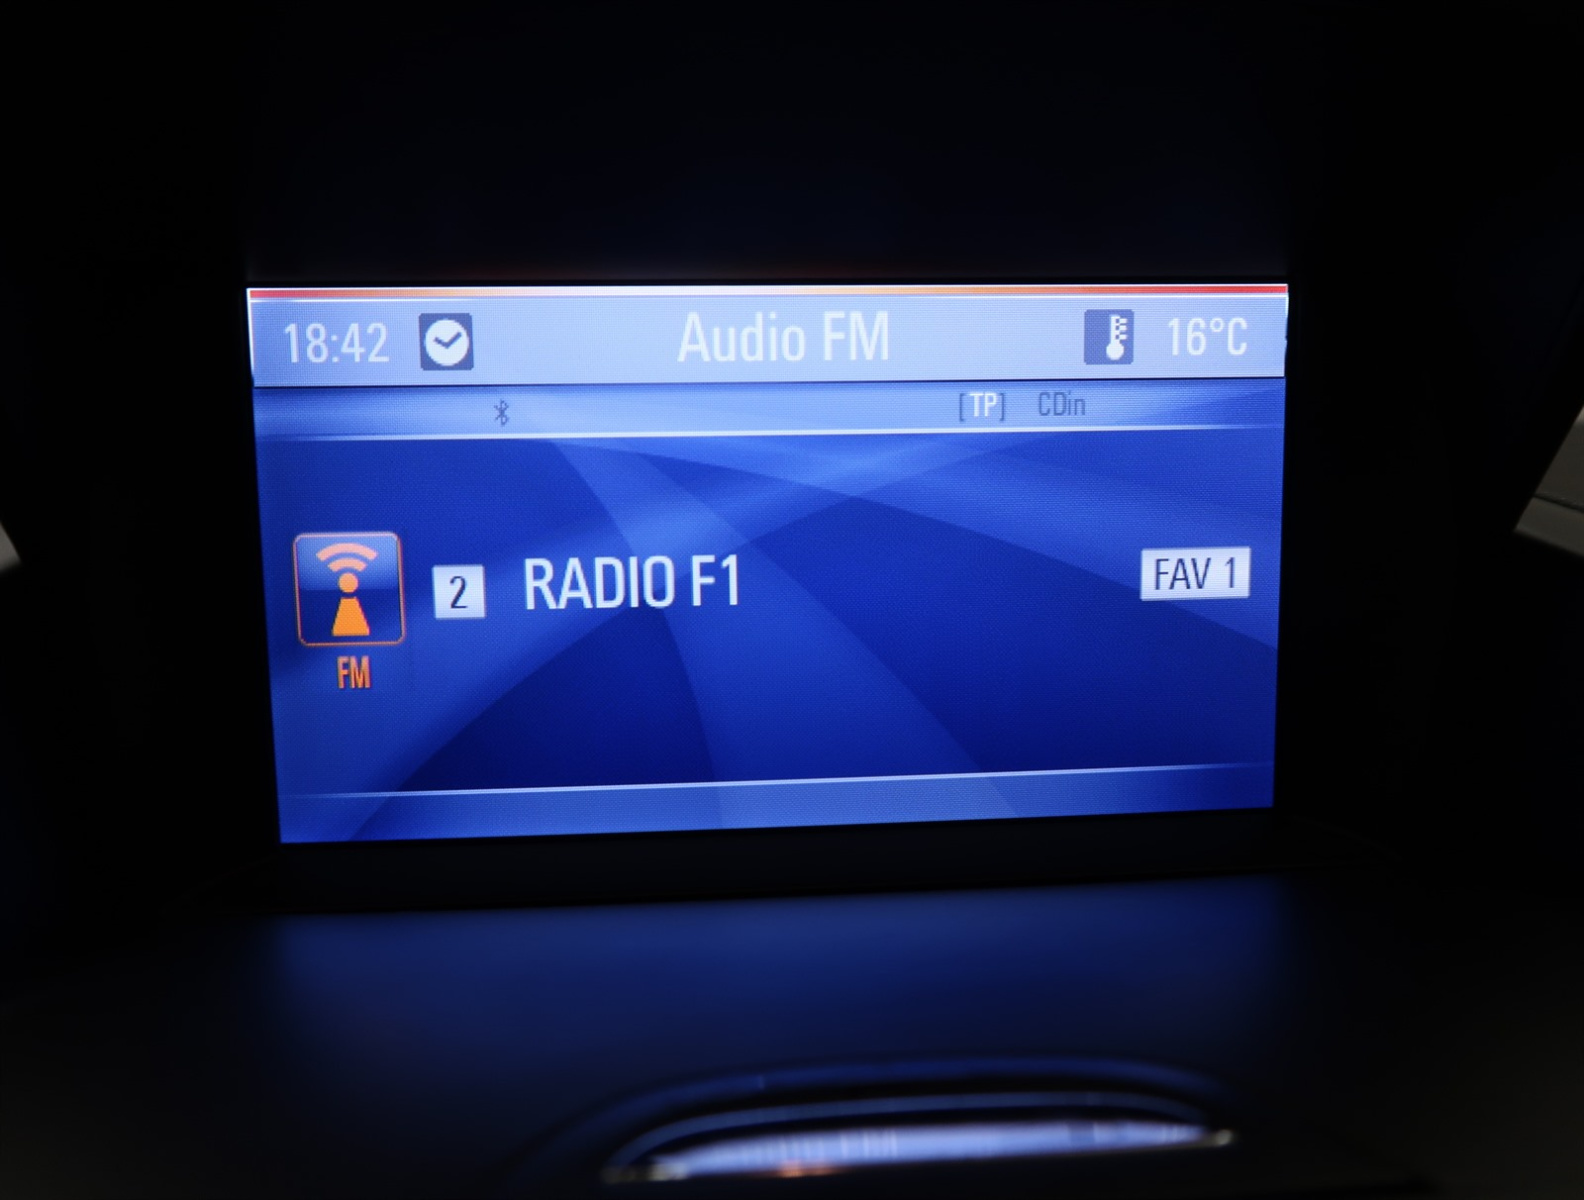 18:42 Audio FM 16°C
[TP] CDin
2 RADIO F1 FAV 1
FM